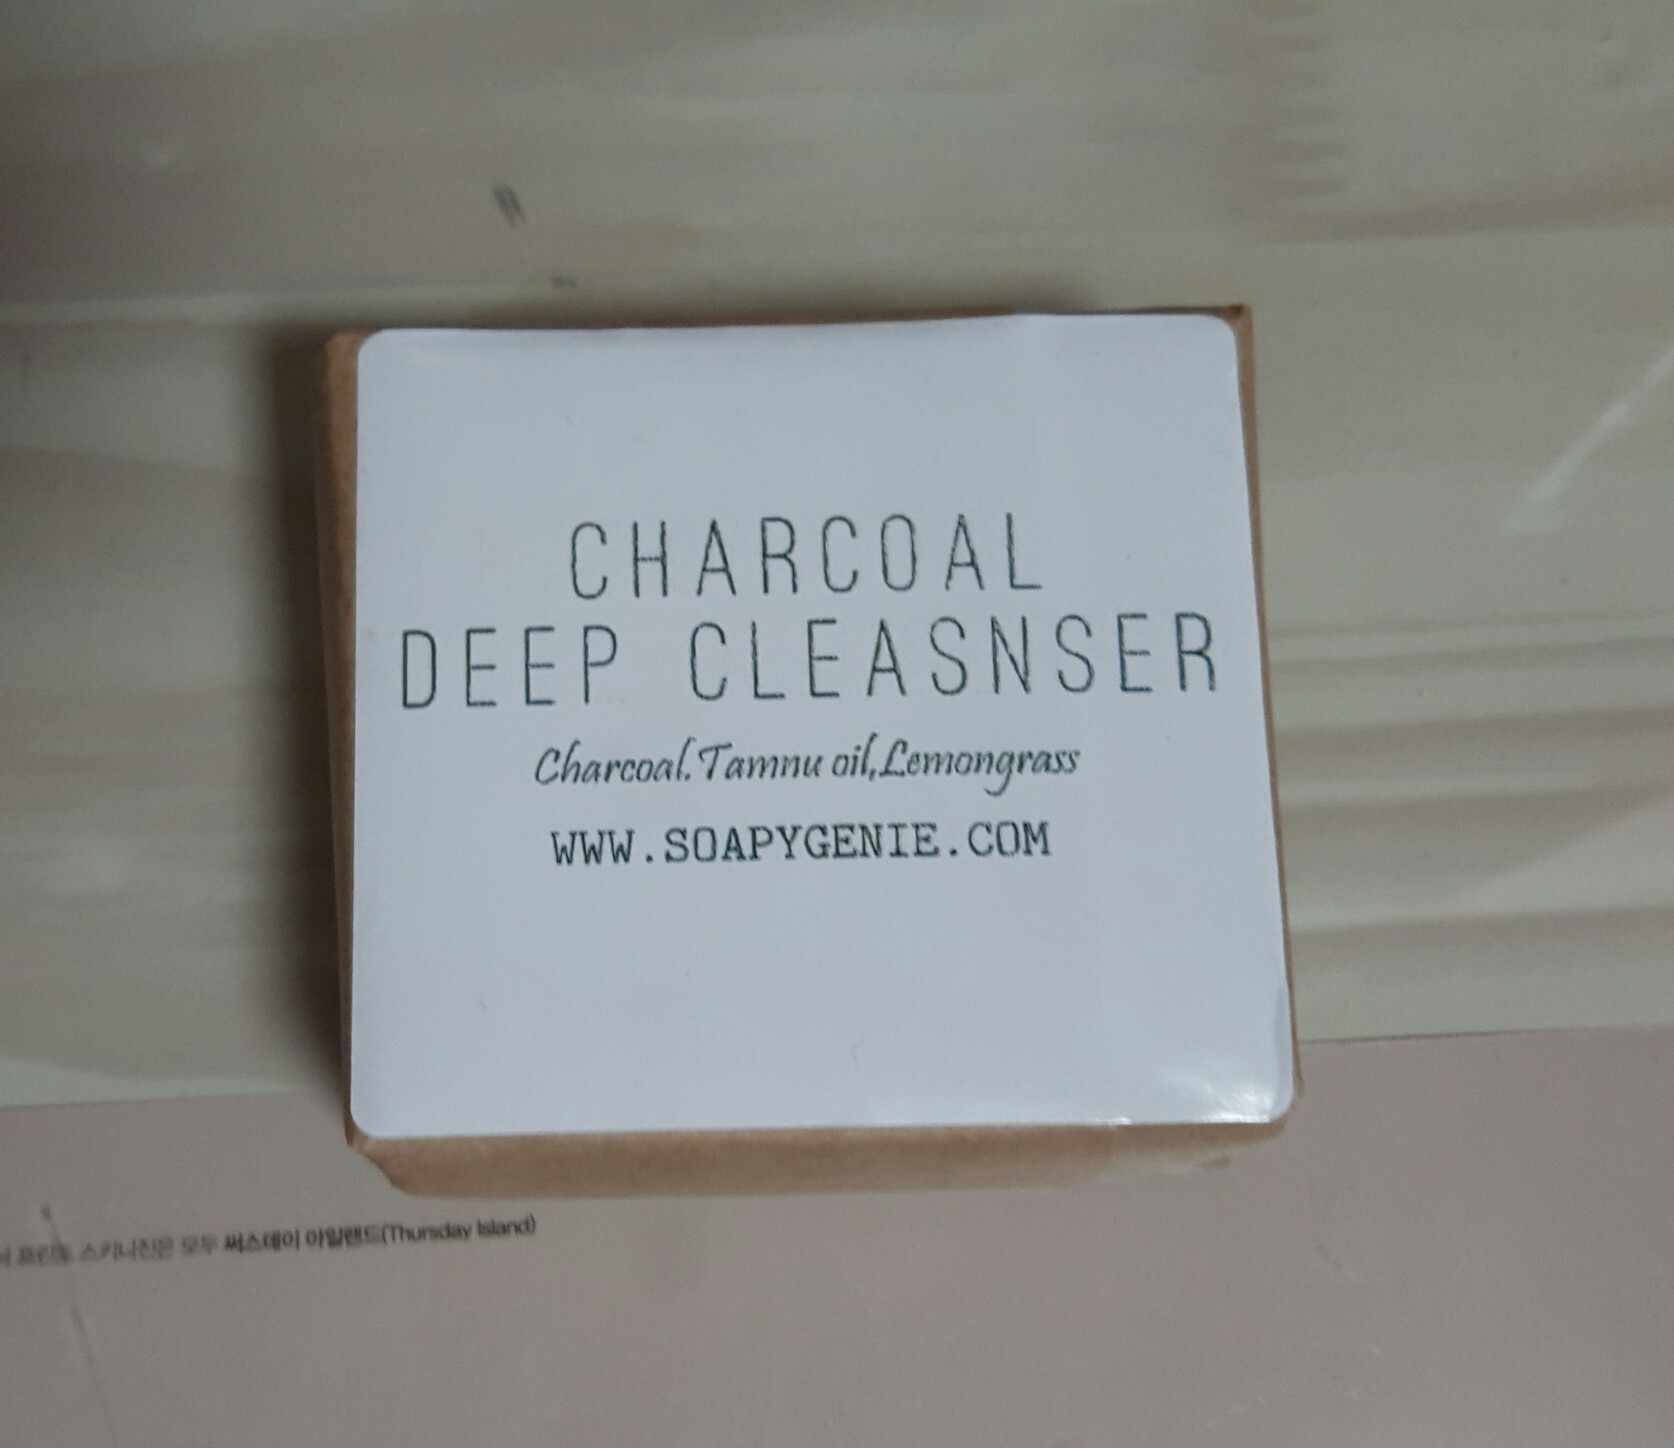 CHARCOAL
DEEP CLEASNSER
Charcoal.Tamnu oil,Lemongrass
WWW.SOAPYGENIE.COM
스키니진은 모두 써스데이 아일랜드(Thursday Island)